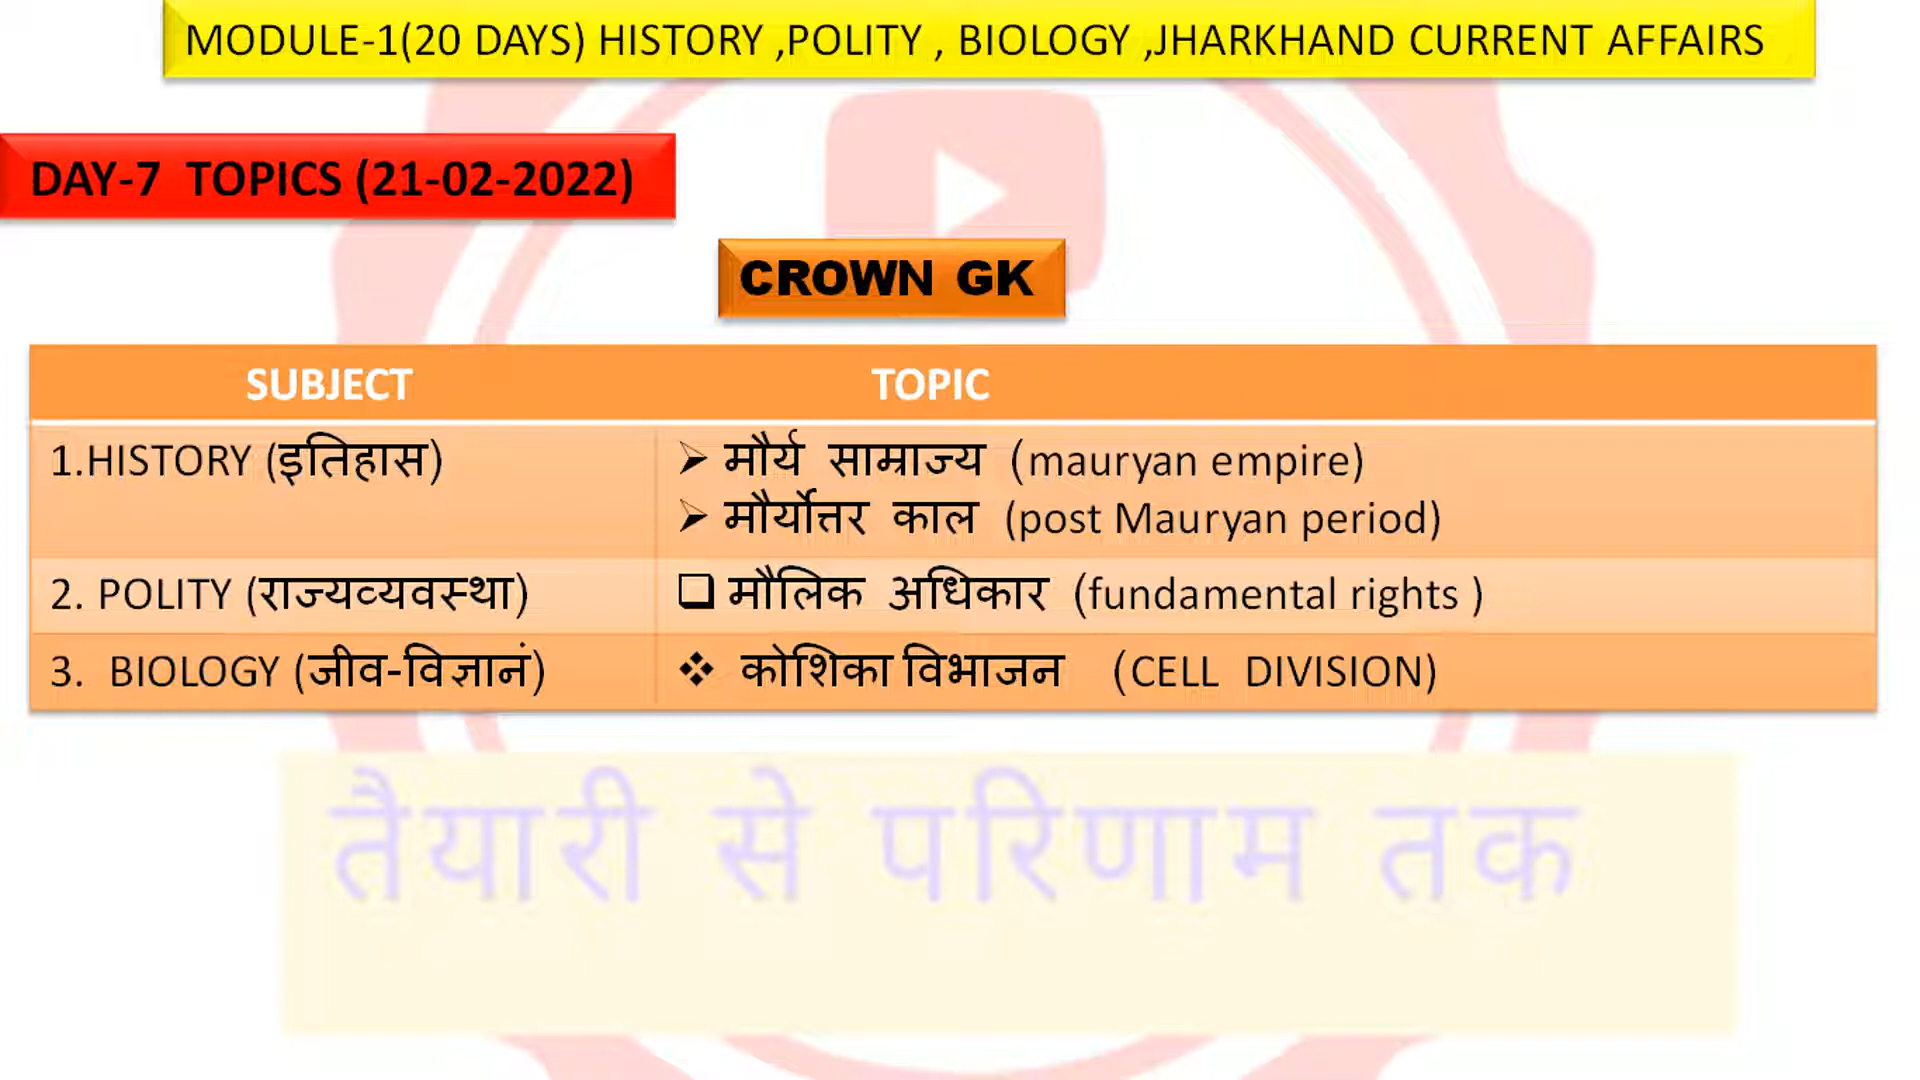 MODULE-1(20 DAYS) HISTORY ,POLITY , BIOLOGY ,JHARKHAND CURRENT AFFAIRS
DAY-7 TOPICS (21-02-2022)
CROWN GK
SUBJECT TOPIC
1.HISTORY (इतिहास) ➢ मौर्य साम्राज्य (mauryan empire)
➢ मौर्योत्तर काल (post Mauryan period)
2. POLITY (राज्यव्यवस्था) ❑ मौलिक अधिकार (fundamental rights )
3. BIOLOGY (जीव-विज्ञानं) ❖ कोशिका विभाजन (CELL DIVISION)
तैयारी से परिणाम तक